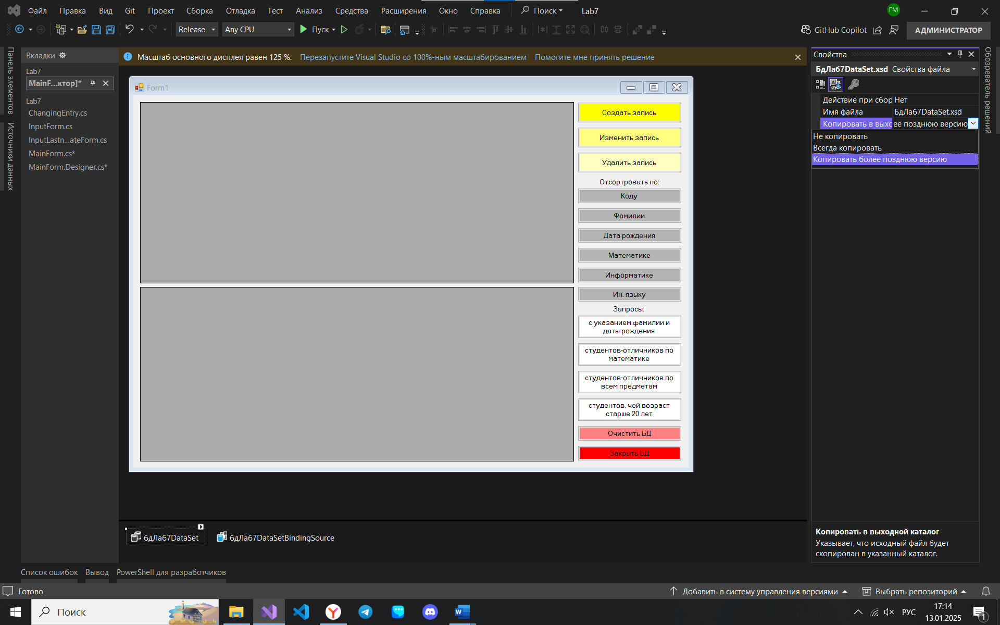 Файл Правка Вид Git Проект Сборка Отладка Тест Анализ Средства Расширения Окно Справка Поиск Lab7 ГМ
Release Any CPU Пуск GitHub Copilot АДМИНИСТРАТОР
Панель элементов
Источники данных
Вкладки
Lab7
MainF...ктор]*
Lab7
ChangingEntry.cs
InputForm.cs
InputLastn...ateForm.cs
MainForm.cs*
MainForm.Designer.cs*
Масштаб основного дисплея равен 125 %. Перезапустите Visual Studio со 100%-ным масштабированием Помогите мне принять решение
Form1
Создать запись
Изменить запись
Удалить запись
Отсортровать по:
Коду
Фамилии
Дата рождения
Математике
Информатике
Ин. языку
Запросы:
с указанием фамилии и
даты рождения
студентов-отличников по
математике
студентов-отличников по
всем предметам
студентов, чей возраст
старше 20 лет
Очистить БД
Закрыть БД
бдЛаб7DataSet бдЛаб7DataSetBindingSource
Свойства
БдЛаб7DataSet.xsd Свойства файла
Действие при сбор Нет
Имя файла БдЛаб7DataSet.xsd
Копировать в выхс ее позднюю версию
Не копировать
Всегда копировать
Копировать более позднюю версию
Копировать в выходной каталог
Указывает, что исходный файл будет
скопирован в указанный каталог.
Обозреватель решений
Список ошибок Вывод PowerShell для разработчиков
Готово Добавить в систему управления версиями Выбрать репозиторий
Поиск РУС 17:14
13.01.2025
1